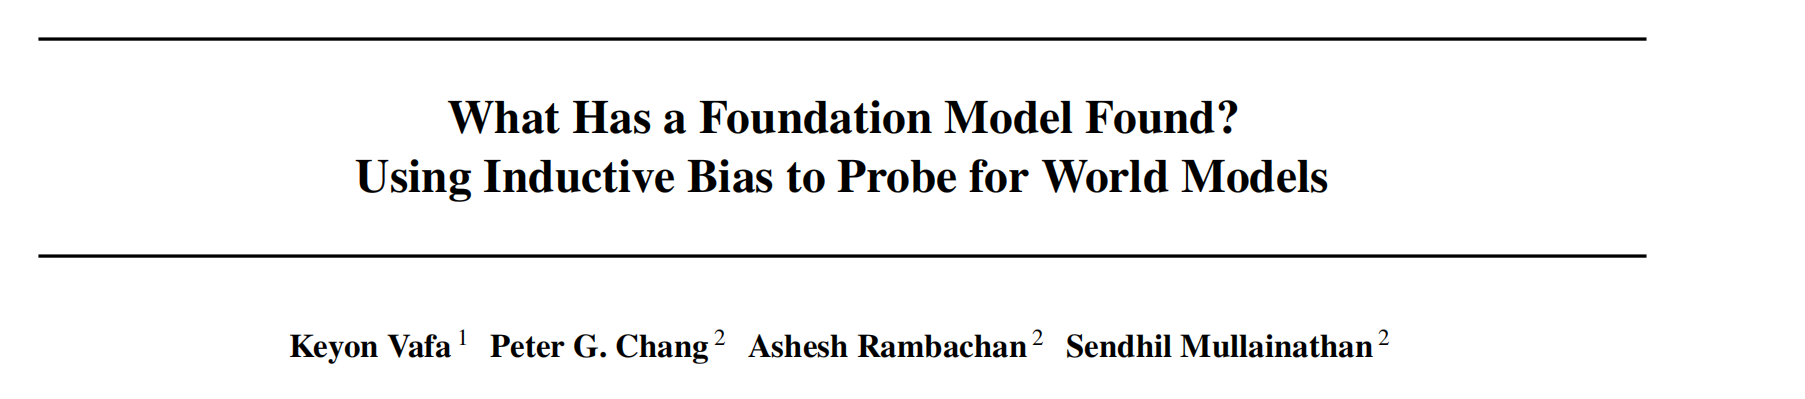 What Has a Foundation Model Found?
Using Inductive Bias to Probe for World Models
Keyon Vafa 1 Peter G. Chang 2 Ashesh Rambachan 2 Sendhil Mullainathan 2